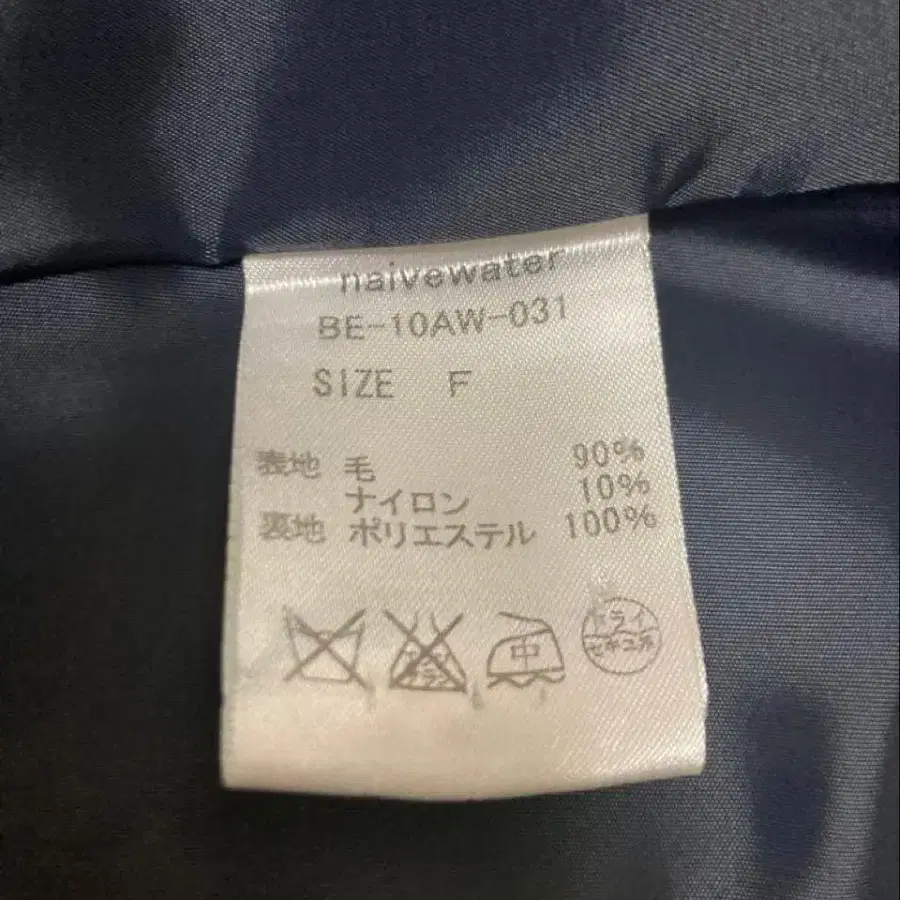 naivewater
BE-10AW-031
SIZE F
表地 毛 90%
ナイロン 10%
裏地 ポリエステル 100%
中
ドライ
セキユ系